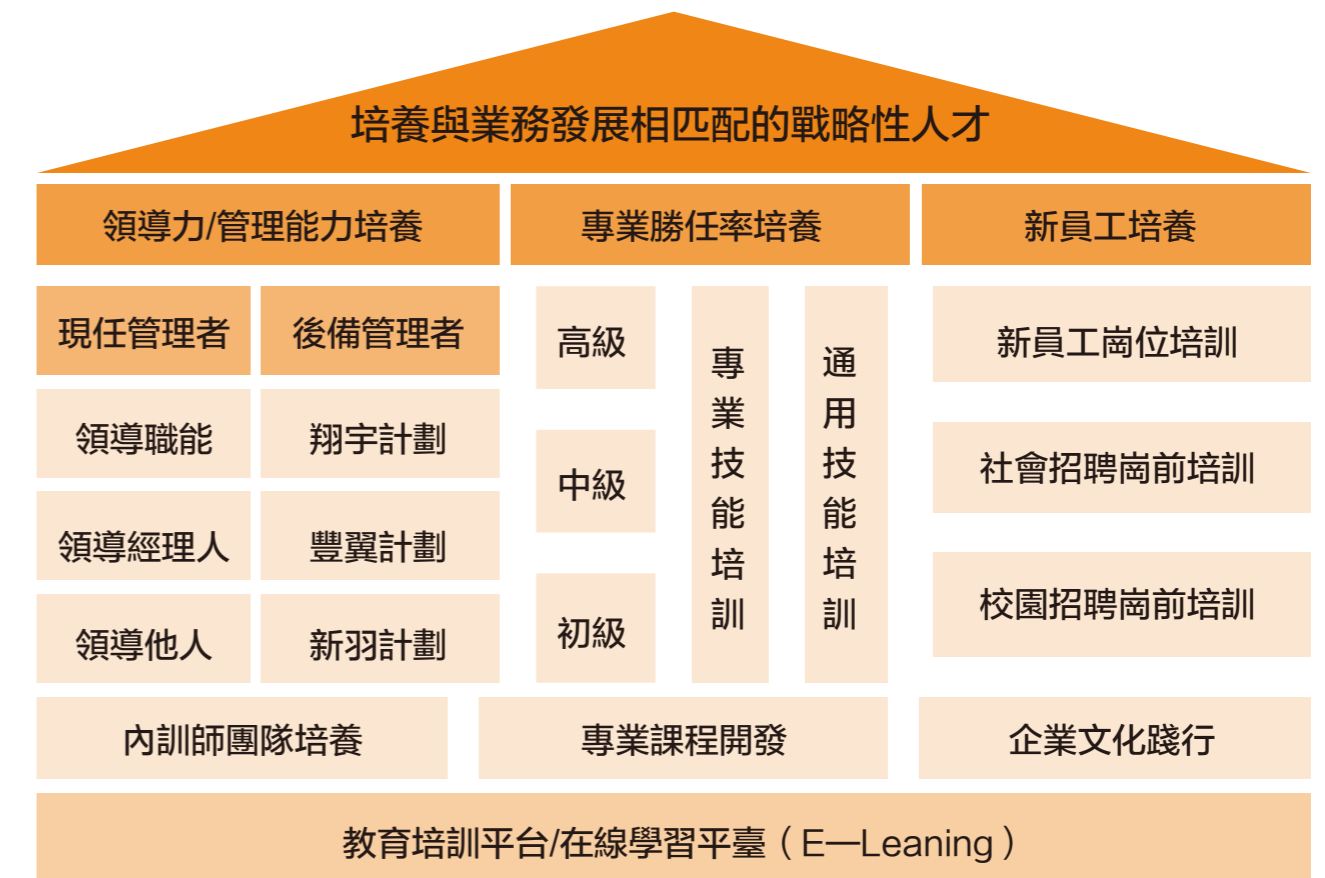 培養與業務發展相匹配的戰略性人才
領導力/管理能力培養
專業勝任率培養
新員工培養
現任管理者
後備管理者
領導職能
翔宇計劃
領導經理人
豐翼計劃
領導他人
新羽計劃
高級
中級
初級
專業技能培訓
通用技能培訓
新員工崗位培訓
社會招聘崗前培訓
校園招聘崗前培訓
內訓師團隊培養
專業課程開發
企業文化踐行
教育培訓平台/在線學習平臺（E—Leaning）